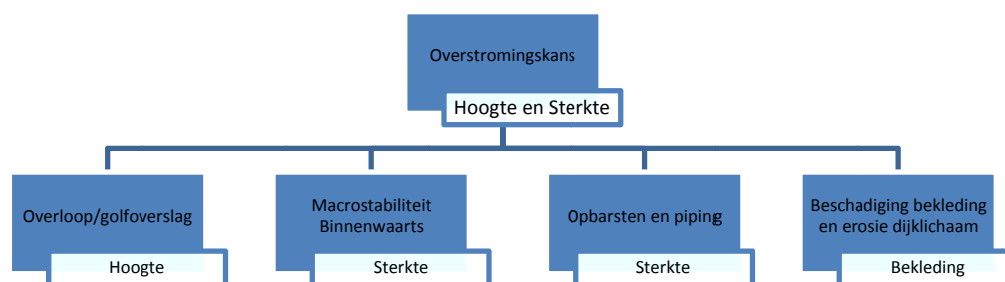 Overstromingskans
Hoogte en Sterkte
Overloop/golfoverslag
Hoogte
Macrostabiliteit
Binnenwaarts
Sterkte
Opbarsten en piping
Sterkte
Beschadiging bekleding
en erosie dijklichaam
Bekleding